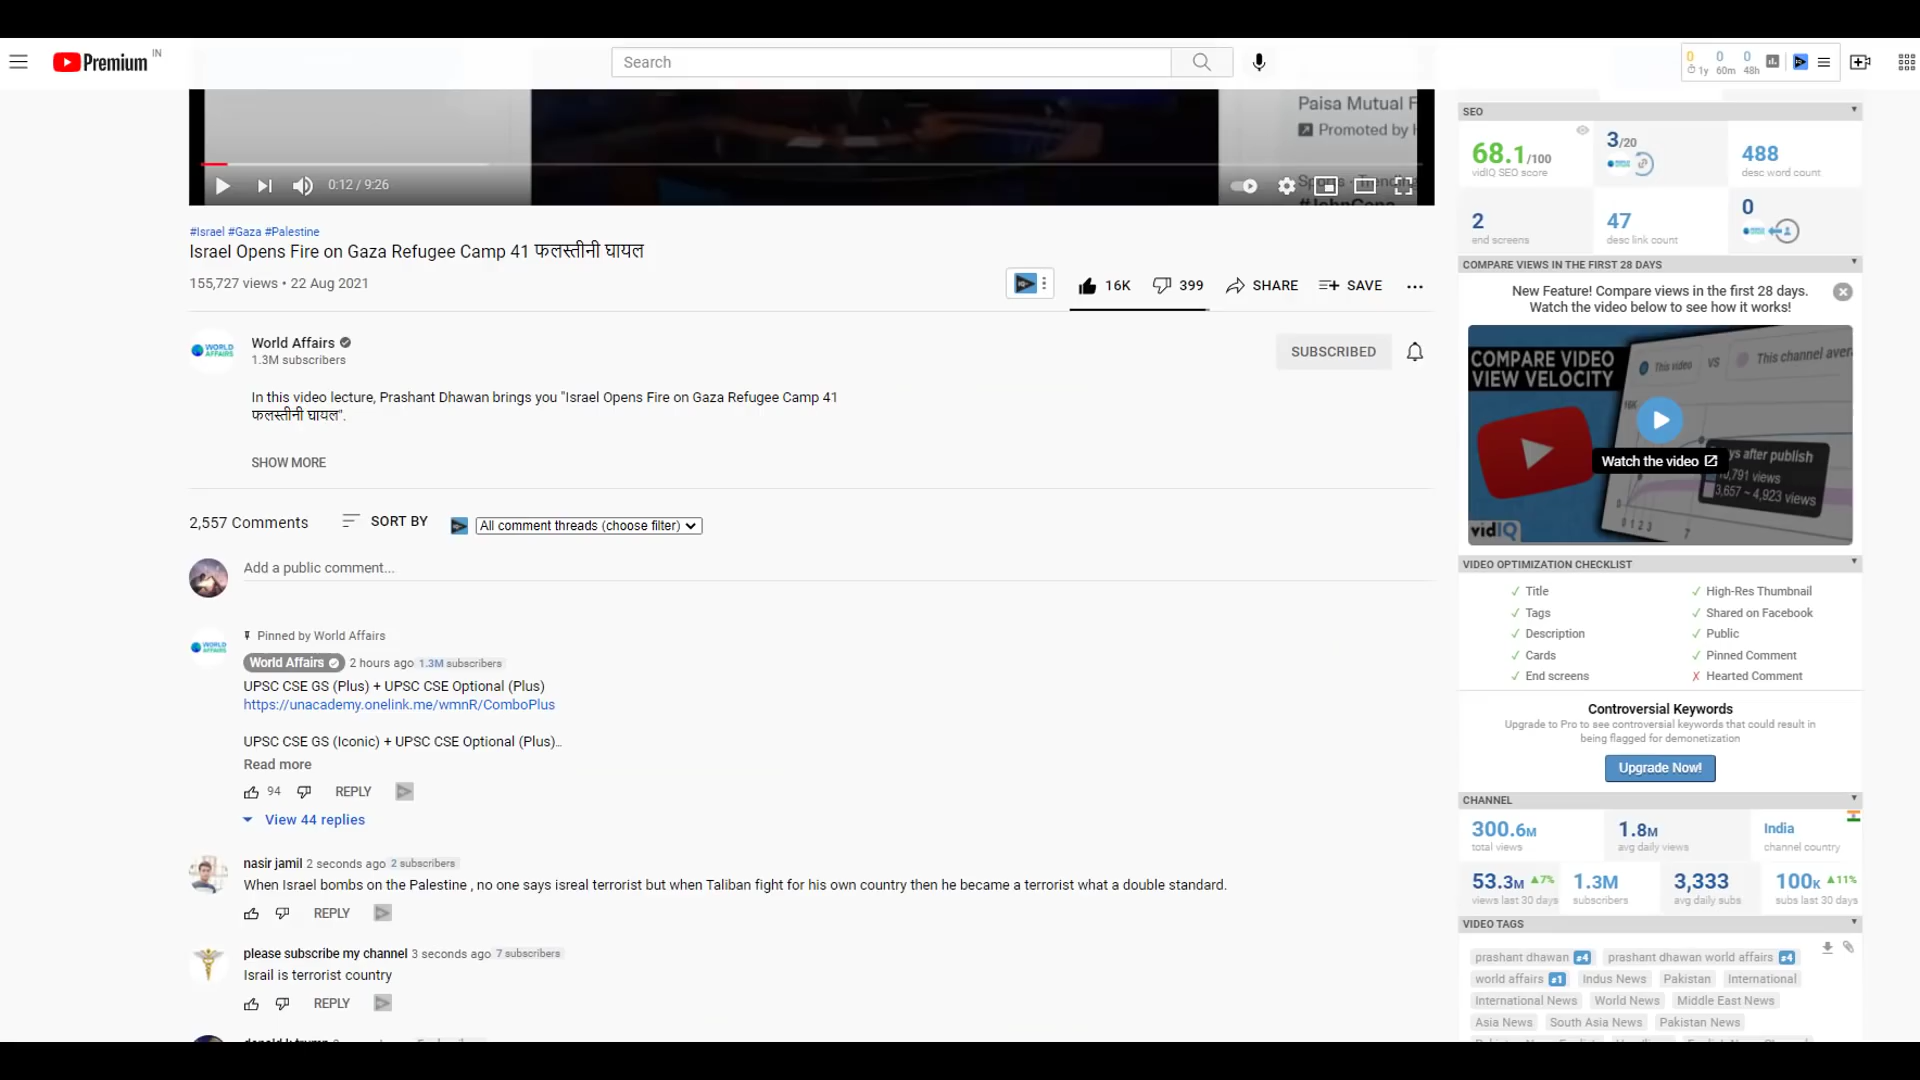 Premium IN
Search
0 0 0
1y 60m 48h
Paisa Mutual F
Promoted by
0:12 / 9:26
#Israel #Gaza #Palestine
Israel Opens Fire on Gaza Refugee Camp 41 फलस्तीनी घायल
155,727 views • 22 Aug 2021
16K 399 SHARE SAVE
World Affairs
1.3M subscribers
SUBSCRIBED
In this video lecture, Prashant Dhawan brings you "Israel Opens Fire on Gaza Refugee Camp 41
फलस्तीनी घायल".
SHOW MORE
2,557 Comments SORT BY All comment threads (choose filter)
Add a public comment...
Pinned by World Affairs
World Affairs 2 hours ago 1.3M subscribers
UPSC CSE GS (Plus) + UPSC CSE Optional (Plus)
https://unacademy.onelink.me/wmnR/ComboPlus
UPSC CSE GS (Iconic) + UPSC CSE Optional (Plus)…
Read more
94 REPLY
View 44 replies
nasir jamil 2 seconds ago 2 subscribers
When Israel bombs on the Palestine , no one says isreal terrorist but when Taliban fight for his own country then he became a terrorist what a double standard.
REPLY
please subscribe my channel 3 seconds ago 7 subscribers
Israil is terrorist country
REPLY
SEO
68.1/100 3/20 488
vidIQ SEO score desc word count
2 47 0
end screens desc link count
COMPARE VIEWS IN THE FIRST 28 DAYS
New Feature! Compare views in the first 28 days.
Watch the video below to see how it works!
COMPARE VIDEO
VIEW VELOCITY
This video VS This channel aver
Watch the video
ys after publish
10,791 views
3,657 ~ 4,923 views
0 1 2 3 7
vidIQ
VIDEO OPTIMIZATION CHECKLIST
✓ Title ✓ High-Res Thumbnail
✓ Tags ✓ Shared on Facebook
✓ Description ✓ Public
✓ Cards ✓ Pinned Comment
✓ End screens ✗ Hearted Comment
Controversial Keywords
Upgrade to Pro to see controversial keywords that could result in
being flagged for demonetization
Upgrade Now!
CHANNEL
300.6M 1.8M India
total views avg daily views channel country
53.3M ▲7% 1.3M 3,333 100K ▲11%
views last 30 days subscribers avg daily subs subs last 30 days
VIDEO TAGS
prashant dhawan #4 prashant dhawan world affairs #4
world affairs #1 Indus News Pakistan International
International News World News Middle East News
Asia News South Asia News Pakistan News